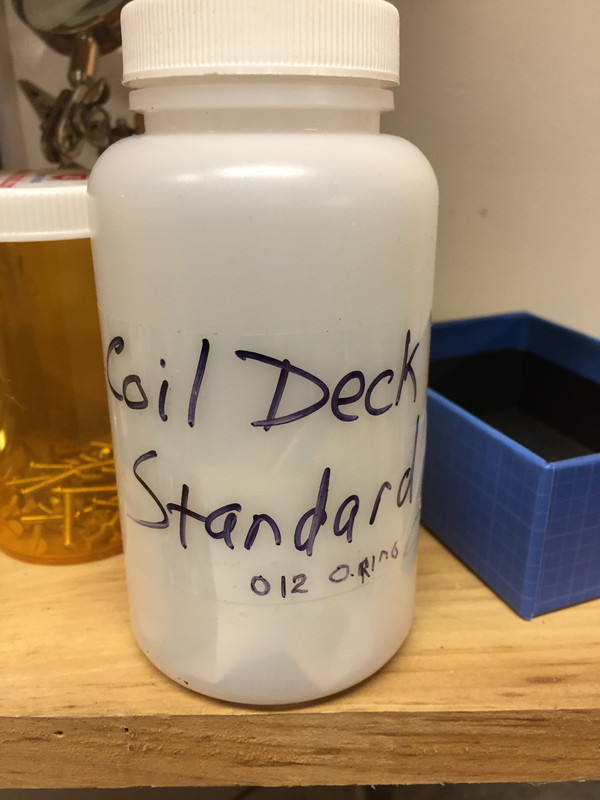 Coil Deck
Standard
012 O.RING